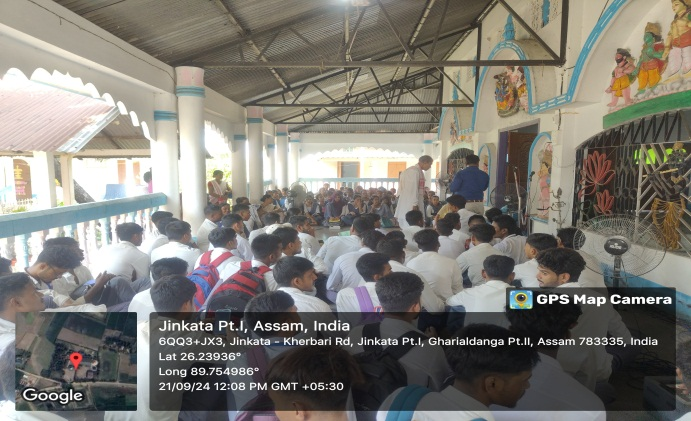 GPS Map Camera
Jinkata Pt.I, Assam, India
6QQ3+JX3, Jinkata - Kherbari Rd, Jinkata Pt.I, Gharialdanga Pt.II, Assam 783335, India
Lat 26.23936°
Long 89.754986°
21/09/24 12:08 PM GMT +05:30
Google